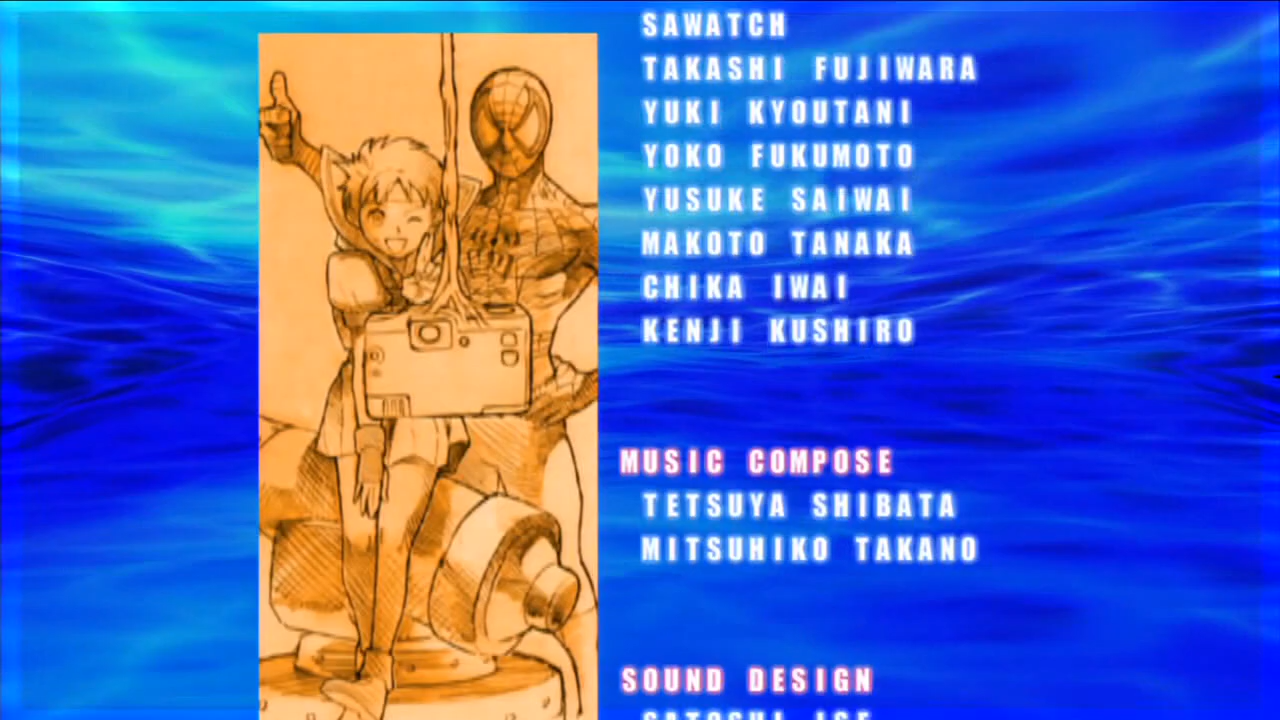 SAWATCH
TAKASHI FUJIWARA
YUKI KYOUTANI
YOKO FUKUMOTO
YUSUKE SAIWAI
MAKOTO TANAKA
CHIKA IWAI
KENJI KUSHIRO
MUSIC COMPOSE
TETSUYA SHIBATA
MITSUHIKO TAKANO
SOUND DESIGN